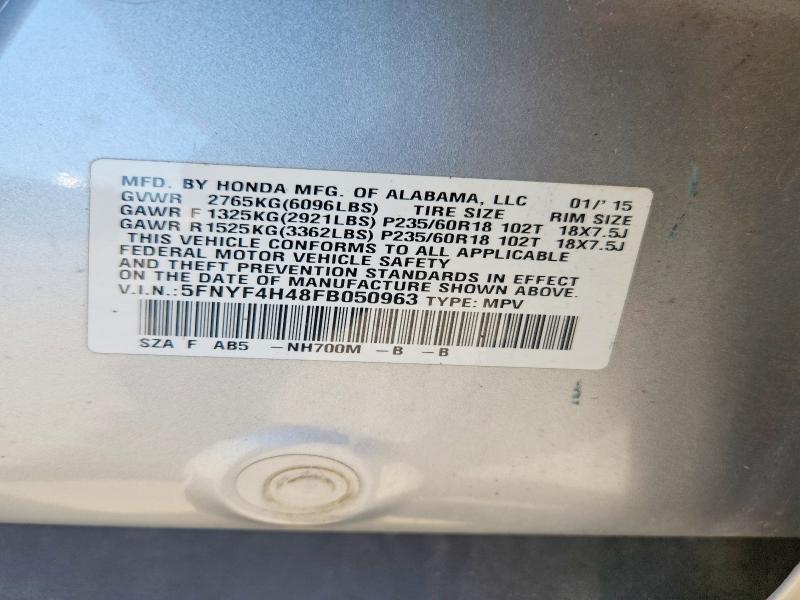 MFD. BY HONDA MFG. OF ALABAMA, LLC 01/'15
GVWR 2765KG(6096LBS) TIRE SIZE RIM SIZE
GAWR F 1325KG(2921LBS) P235/60R18 102T 18X7.5J
GAWR R1525KG(3362LBS) P235/60R18 102T 18X7.5J
THIS VEHICLE CONFORMS TO ALL APPLICABLE
FEDERAL MOTOR VEHICLE SAFETY
AND THEFT PREVENTION STANDARDS IN EFFECT
ON THE DATE OF MANUFACTURE SHOWN ABOVE.
V.I.N.:5FNYF4H48FB050963 TYPE: MPV
SZA F AB5 -NH700M -B -B